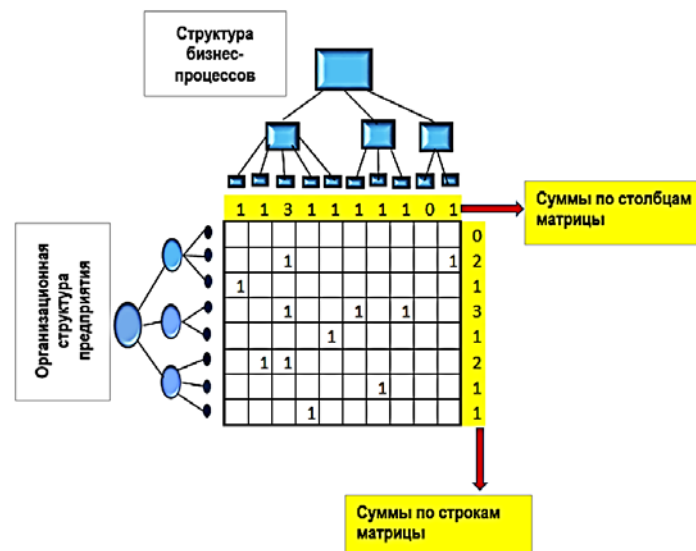 Структура
бизнес-
процессов
Суммы по столбцам
матрицы
1 1 3 1 1 1 1 1 0 1
Организационная
структура
предприятия
0
1 1 2
1 1
1 1 1 3
1 1
1 1 2
1 1
1 1
Суммы по строкам
матрицы